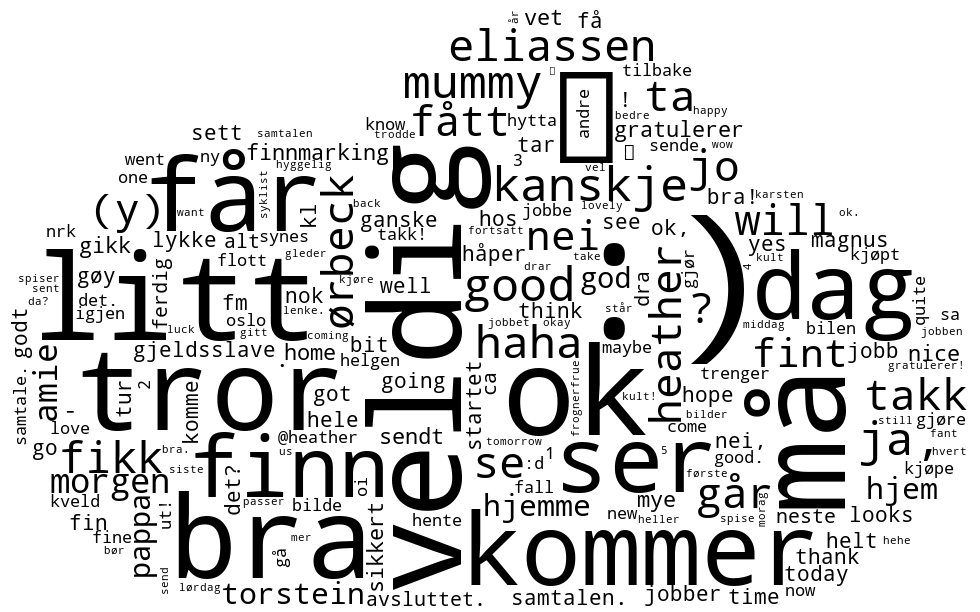 år vet få
eliassen
mummy tilbake
andre ! ta happy
fått hytta bedre
know trodde gratulerer
sett samtalen tar sende wow
went ny finnmarking 3 jo
one hyggelig vel
får syklist kl kanskje bra! karsten
(y) want ørbeck back jobbe lovely
ganske hos see will ok.
nrk gikk lykke alt synes takk! fortsatt nei ok, yes magnus
flott gleder håper take kult kjøpt
spiser gøy ferdig kjøre well drar god dra gjør 4
sent det. fm nok good :) dag quite
da? igjen oslo lenke. think står ? sa
litt luck gitt coming jobbet okay middag bilen jobben
godt gjeldsslave . home bit haha maybe fint jobb nice
helgen heather gratulerer!
amie tror tur 2 kommer got going ca startet ok trenger takk
samtale. - hele frognerfrue kult! hope må still gjøre
love @heather sendt bilder ja, fant
go us tomorrow come nei, hvert
fikk bra. finn veldig se :d 1 ser 5 good. kjøpe
morgen siste oi fall første hjem
kveld pappa det? passer bilde hjemme mye går morag
fin ut! hente new heller spise neste looks
fine bra mer sikkert kommer helt hehe
bør gå thank
send lørdag today
torstein avsluttet. samtalen. jobber time now